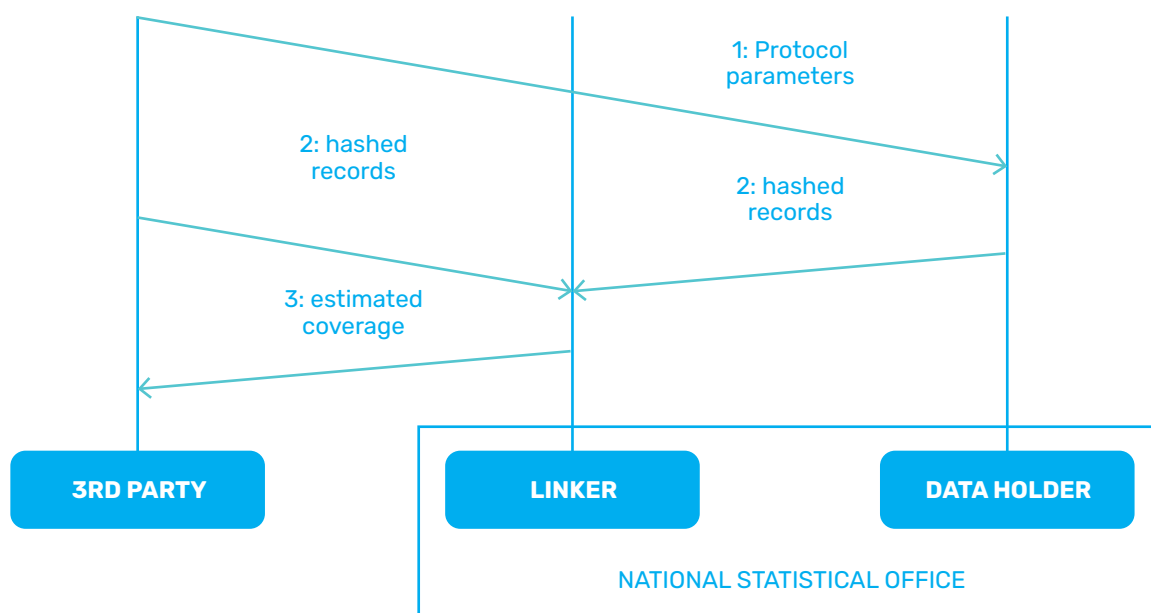 1: Protocol
parameters
2: hashed
records
2: hashed
records
3: estimated
coverage
3RD PARTY
LINKER
DATA HOLDER
NATIONAL STATISTICAL OFFICE